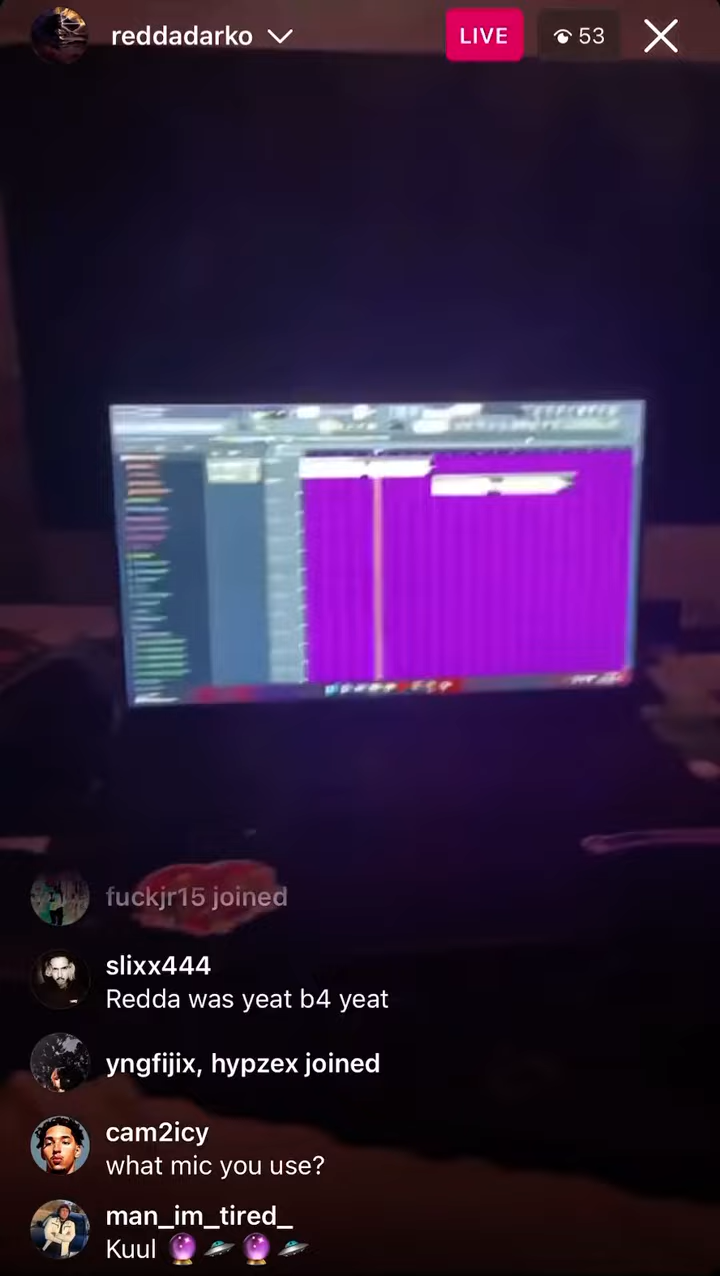 reddadarko
LIVE
53
fuckjr15 joined
slixx444
Redda was yeat b4 yeat
yngfijix, hypzex joined
cam2icy
what mic you use?
man_im_tired_
Kuul 🔮🛸🔮🛸